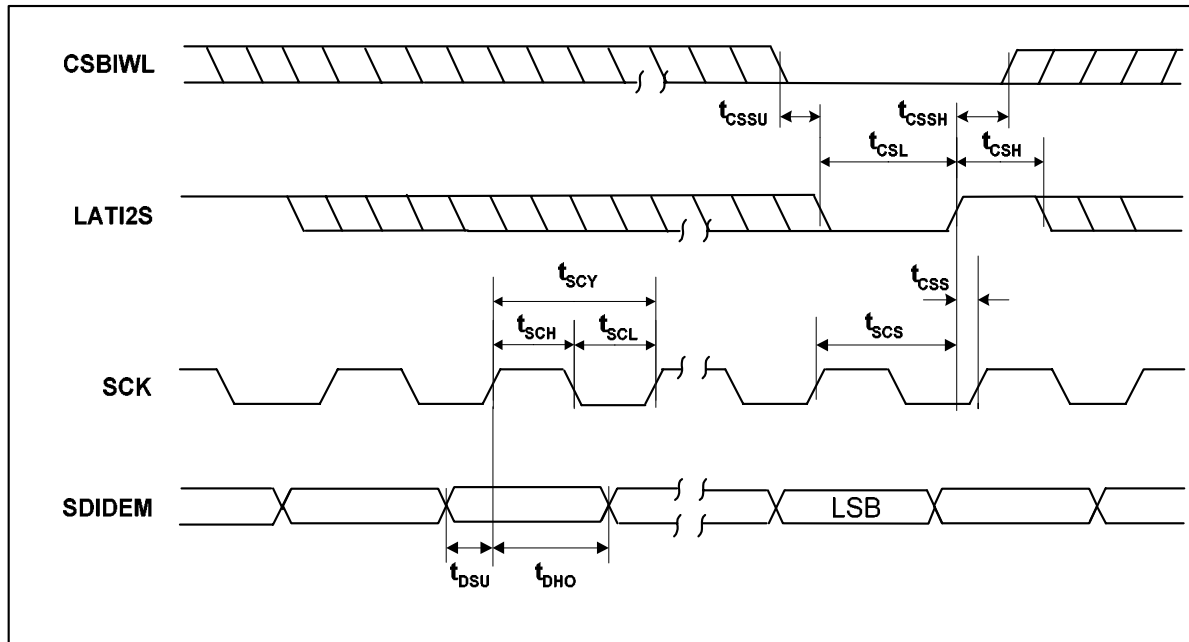 CSBIWL
tCSSU
tCSSH
tCSL
tCSH
LATI2S
tCSS
tSCY
tSCH
tSCL
tSCS
SCK
SDIDEM
LSB
tDSU
tDHO